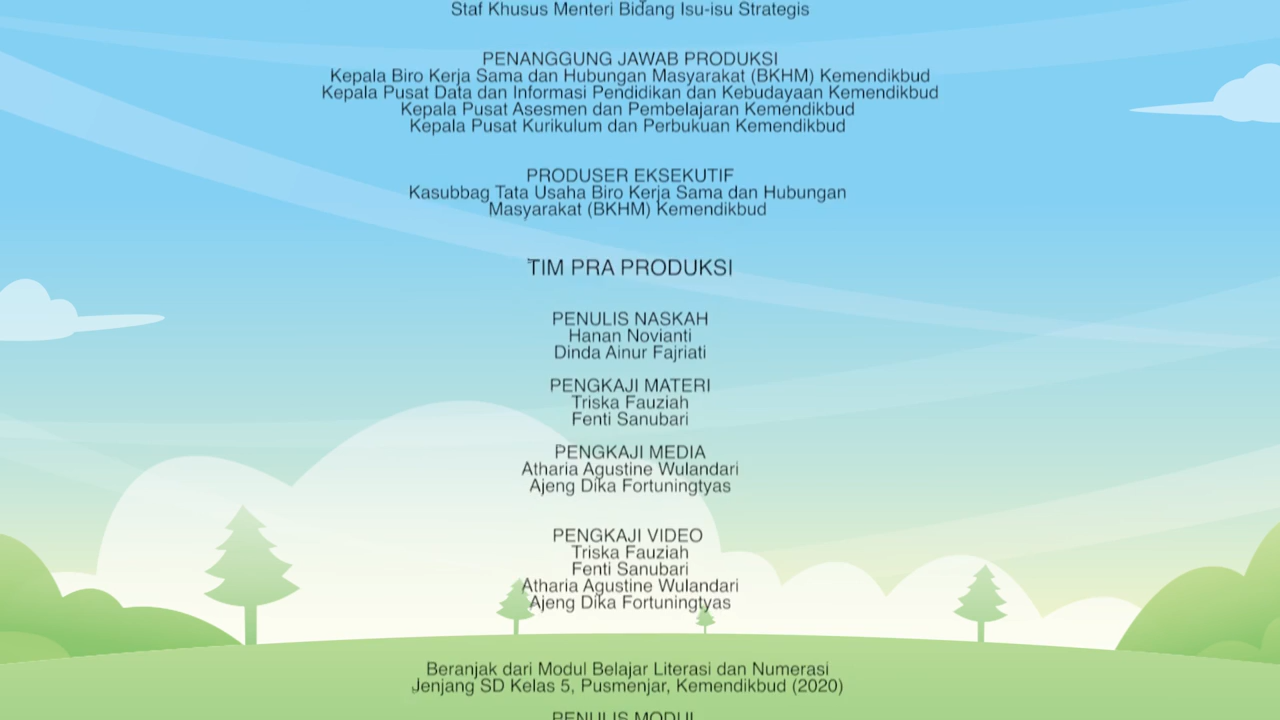 Staf Khusus Menteri Bidang Isu-isu Strategis
PENANGGUNG JAWAB PRODUKSI
Kepala Biro Kerja Sama dan Hubungan Masyarakat (BKHM) Kemendikbud
Kepala Pusat Data dan Informasi Pendidikan dan Kebudayaan Kemendikbud
Kepala Pusat Asesmen dan Pembelajaran Kemendikbud
Kepala Pusat Kurikulum dan Perbukuan Kemendikbud
PRODUSER EKSEKUTIF
Kasubbag Tata Usaha Biro Kerja Sama dan Hubungan
Masyarakat (BKHM) Kemendikbud
TIM PRA PRODUKSI
PENULIS NASKAH
Hanan Novianti
Dinda Ainur Fajriati
PENGKAJI MATERI
Triska Fauziah
Fenti Sanubari
PENGKAJI MEDIA
Atharia Agustine Wulandari
Ajeng Dika Fortuningtyas
PENGKAJI VIDEO
Triska Fauziah
Fenti Sanubari
Atharia Agustine Wulandari
Ajeng Dika Fortuningtyas
Beranjak dari Modul Belajar Literasi dan Numerasi
Jenjang SD Kelas 5, Pusmenjar, Kemendikbud (2020)
PENULIS MODUL